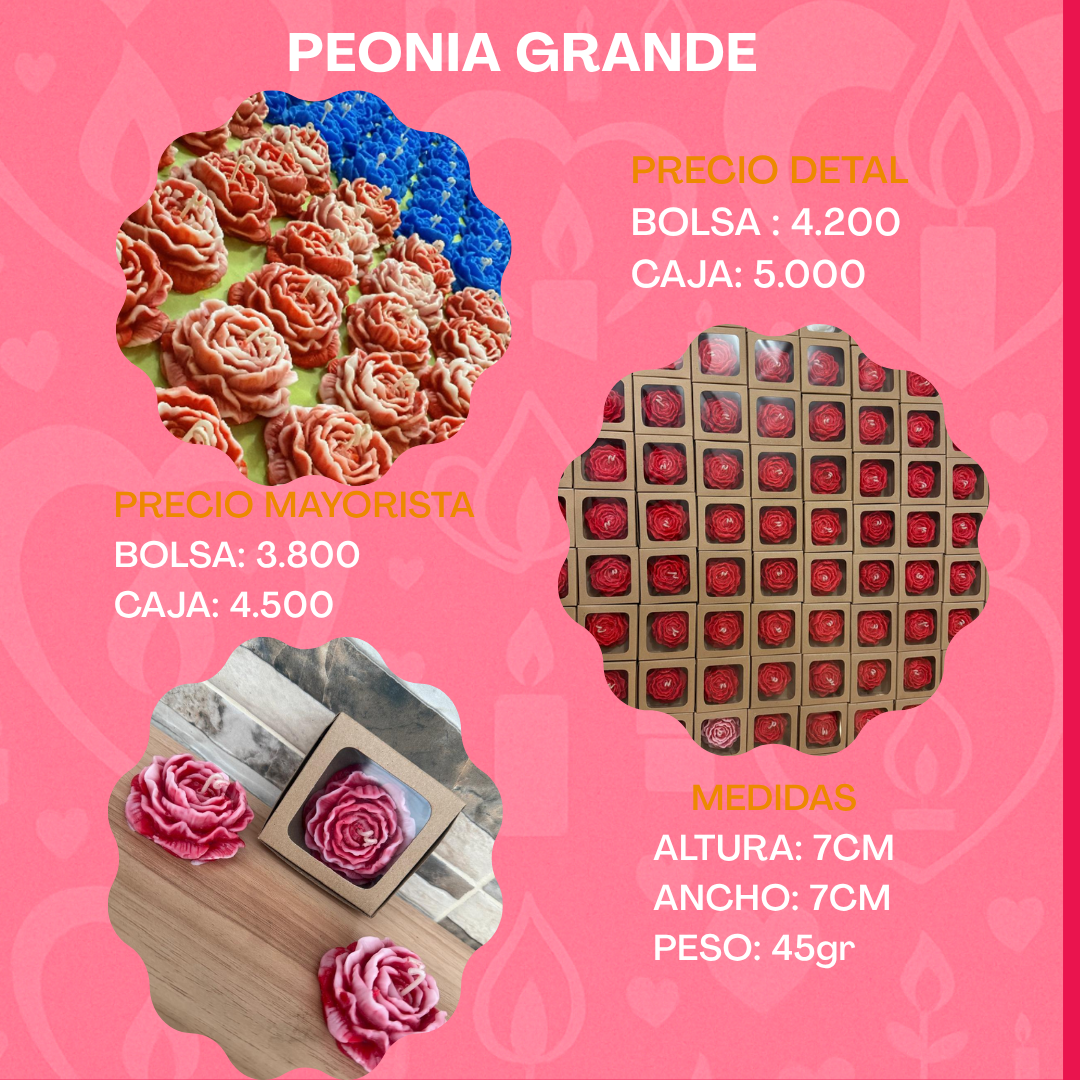 PEONIA GRANDE
PRECIO DETAL
BOLSA : 4.200
CAJA: 5.000
PRECIO MAYORISTA
BOLSA: 3.800
CAJA: 4.500
MEDIDAS
ALTURA: 7CM
ANCHO: 7CM
PESO: 45gr